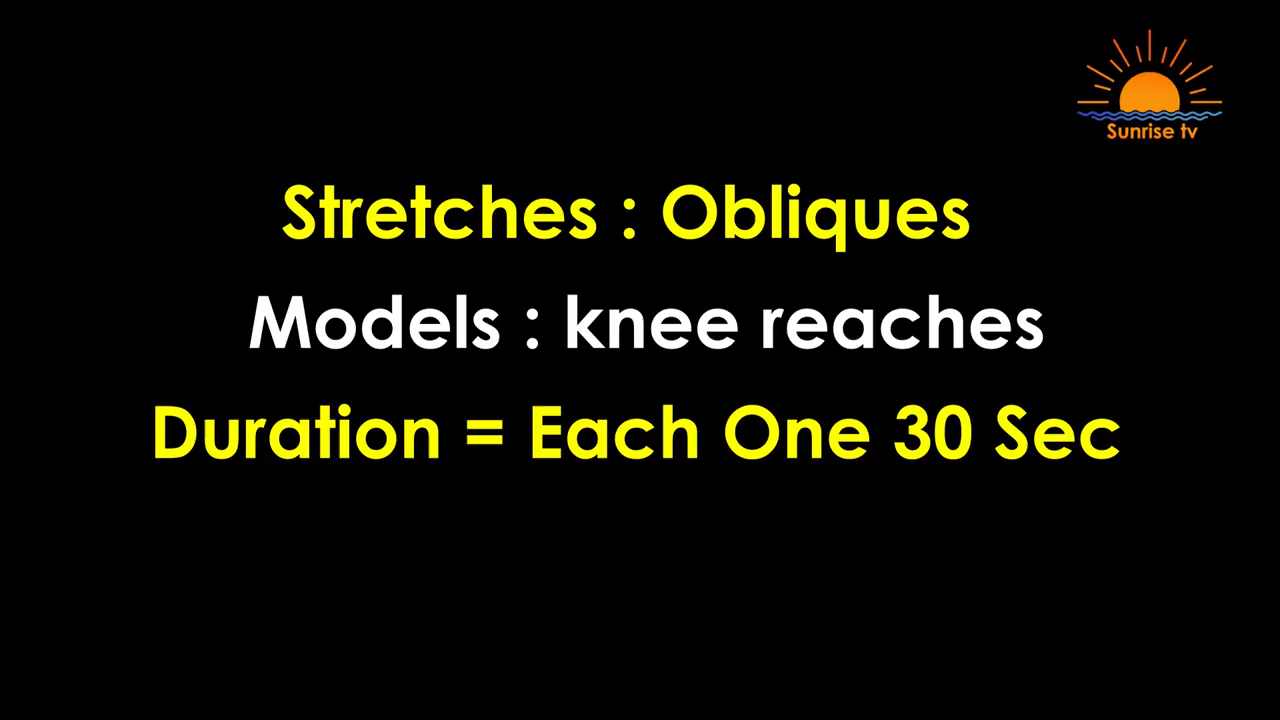 Sunrise tv
Stretches : Obliques
Models : knee reaches
Duration = Each One 30 Sec